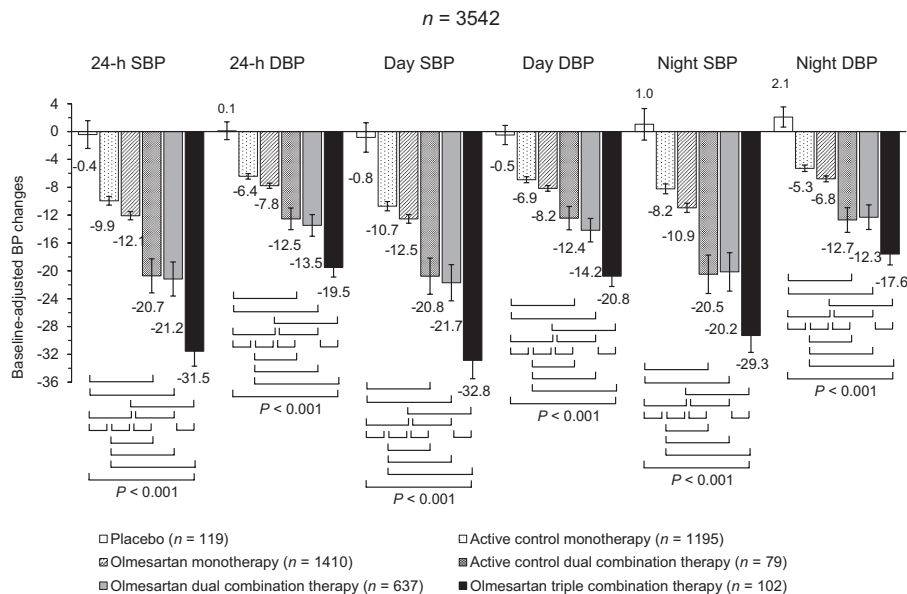 n = 3542
24-h SBP 24-h DBP Day SBP Day DBP Night SBP Night DBP
Baseline-adjusted BP changes
4
0
-4
-8
-12
-16
-20
-24
-28
-32
-36
-0.4 -9.9 -12.1 -20.7 -21.2 -31.5
0.1 -6.4 -7.8 -12.5 -13.5 -19.5
-0.8 -10.7 -12.5 -20.8 -21.7 -32.8
-0.5 -6.9 -8.2 -12.4 -14.2 -20.8
1.0 -8.2 -10.9 -20.5 -20.2 -29.3
2.1 -5.3 -6.8 -12.7 -12.3 -17.6
P < 0.001
P < 0.001
P < 0.001
P < 0.001
P < 0.001
P < 0.001
Placebo (n = 119)
Active control monotherapy (n = 1195)
Olmesartan monotherapy (n = 1410)
Active control dual combination therapy (n = 79)
Olmesartan dual combination therapy (n = 637)
Olmesartan triple combination therapy (n = 102)